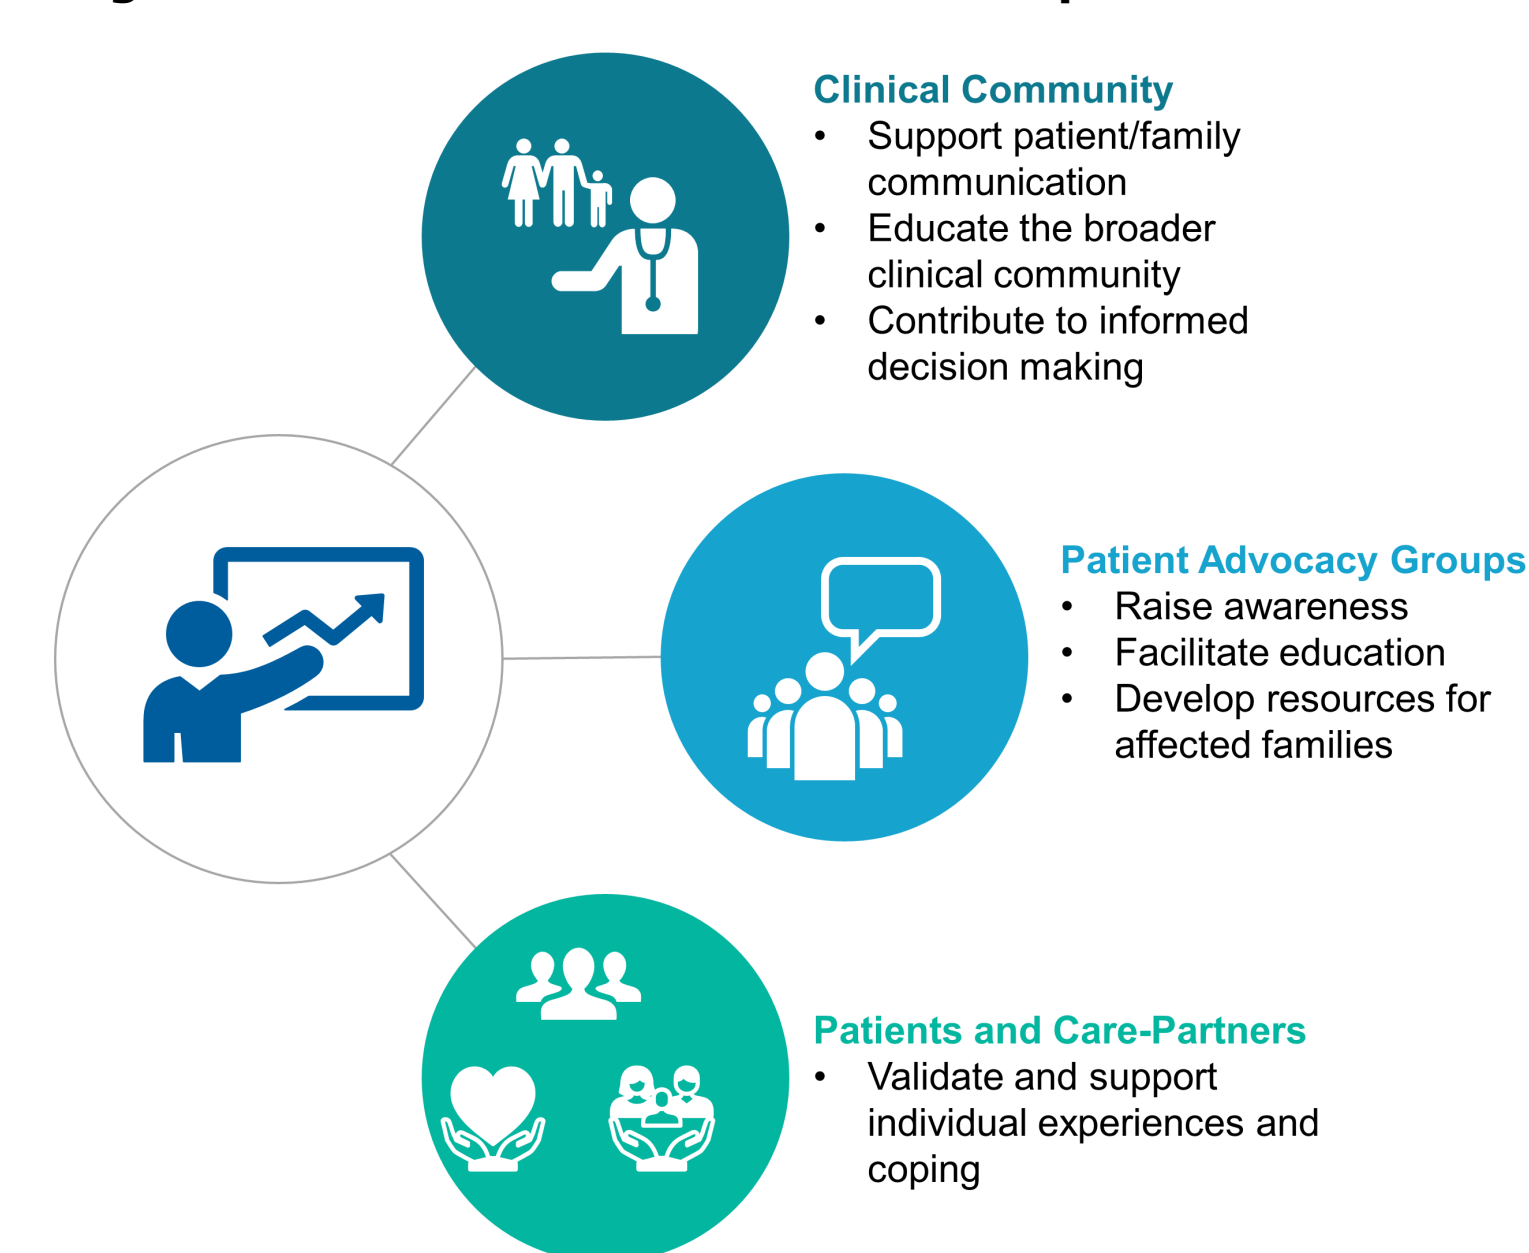 Clinical Community
• Support patient/family
communication
• Educate the broader
clinical community
• Contribute to informed
decision making
Patient Advocacy Groups
• Raise awareness
• Facilitate education
• Develop resources for
affected families
Patients and Care-Partners
• Validate and support
individual experiences and
coping